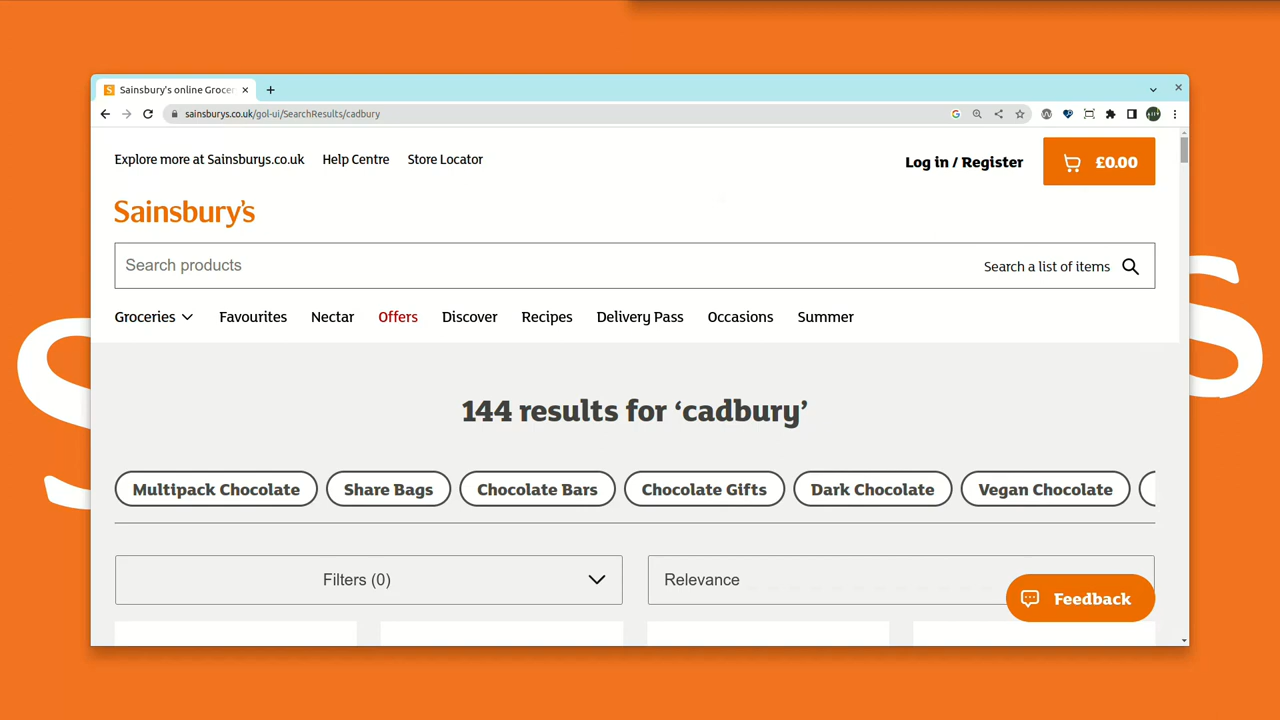 Sainsbury's online Grocer
sainsburys.co.uk/gol-ui/SearchResults/cadbury
Explore more at Sainsburys.co.uk Help Centre Store Locator
Log in / Register £0.00
Sainsbury's
Search products Search a list of items
Groceries Favourites Nectar Offers Discover Recipes Delivery Pass Occasions Summer
144 results for ‘cadbury’
Multipack Chocolate Share Bags Chocolate Bars Chocolate Gifts Dark Chocolate Vegan Chocolate
Filters (0) Relevance
Feedback